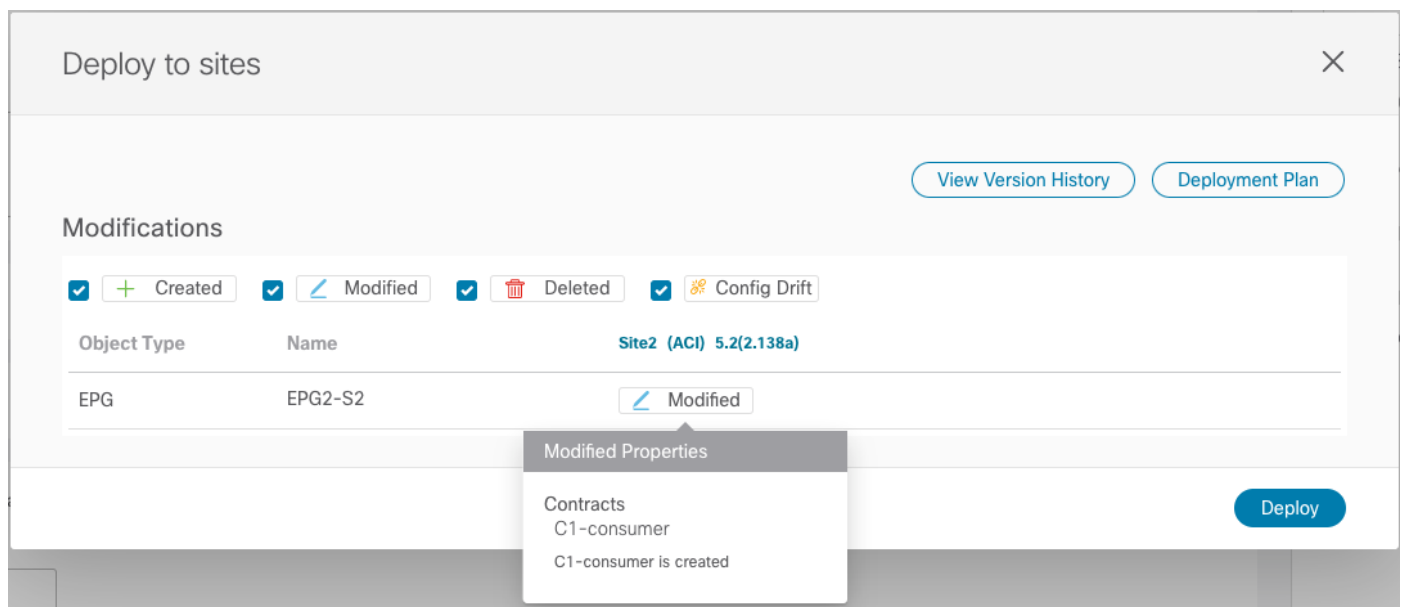 Deploy to sites
View Version History Deployment Plan
Modifications
Created Modified Deleted Config Drift
Object Type Name Site2 (ACI) 5.2(2.138a)
EPG EPG2-S2 Modified
Modified Properties
Contracts
C1-consumer
C1-consumer is created
Deploy